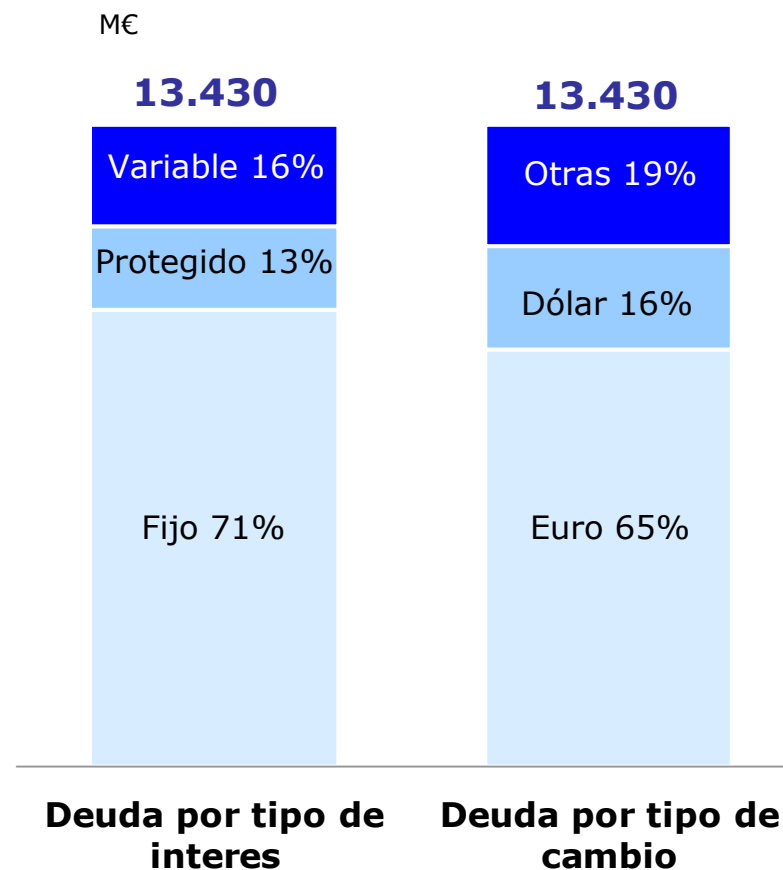 M€
13.430
Variable 16%
Protegido 13%
Fijo 71%
Deuda por tipo de
interes
13.430
Otras 19%
Dólar 16%
Euro 65%
Deuda por tipo de
cambio